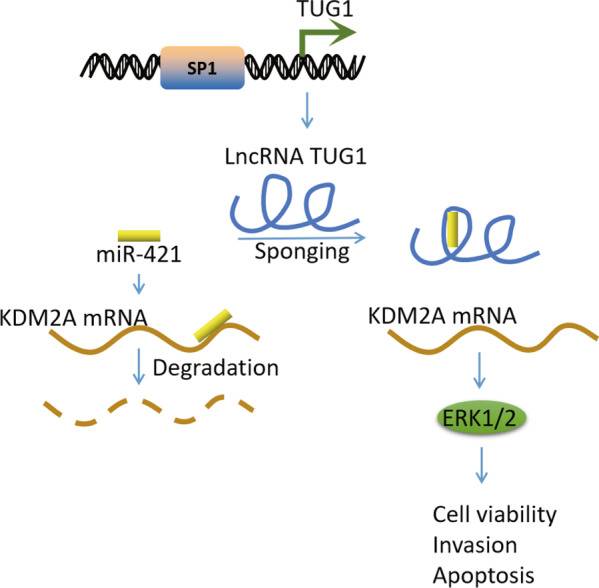 TUG1
SP1
LncRNA TUG1
Sponging
miR-421
KDM2A mRNA
Degradation
KDM2A mRNA
ERK1/2
Cell viability
Invasion
Apoptosis